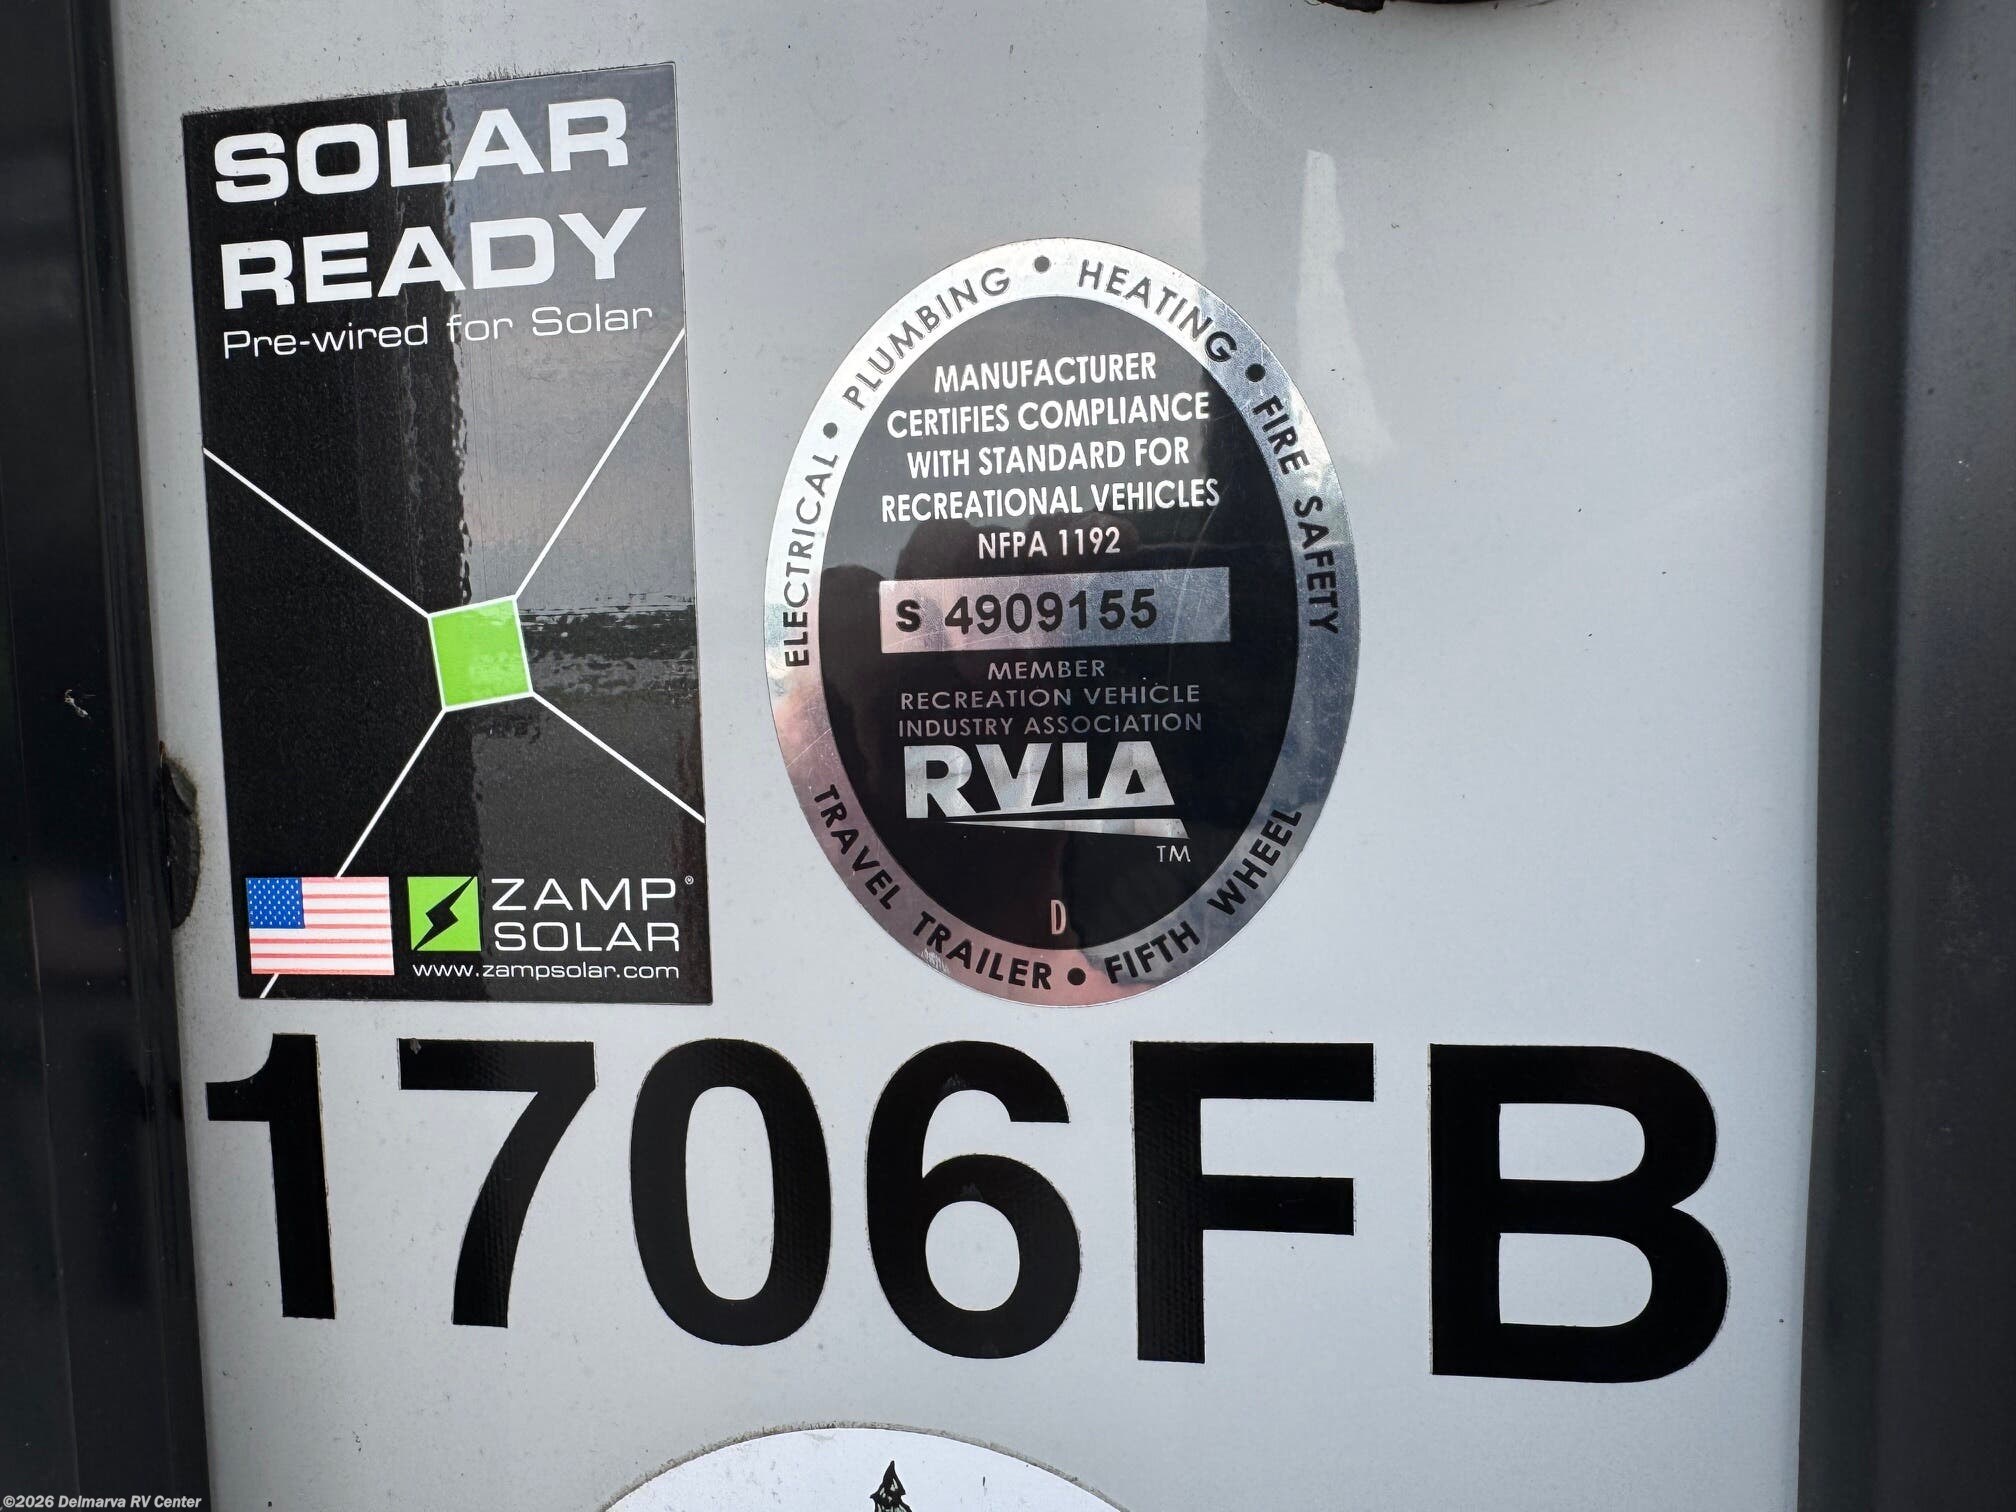 SOLAR
READY
Pre-wired for Solar
ZAMP®
SOLAR
www.zampsolar.com
ELECTRICAL • PLUMBING • HEATING • FIRE SAFETY
MANUFACTURER
CERTIFIES COMPLIANCE
WITH STANDARD FOR
RECREATIONAL VEHICLES
NFPA 1192
S 4909155
MEMBER
RECREATION VEHICLE
INDUSTRY ASSOCIATION
RVIA
TM
D
TRAVEL TRAILER • FIFTH WHEEL
1706FB
©2026 Delmarva RV Center